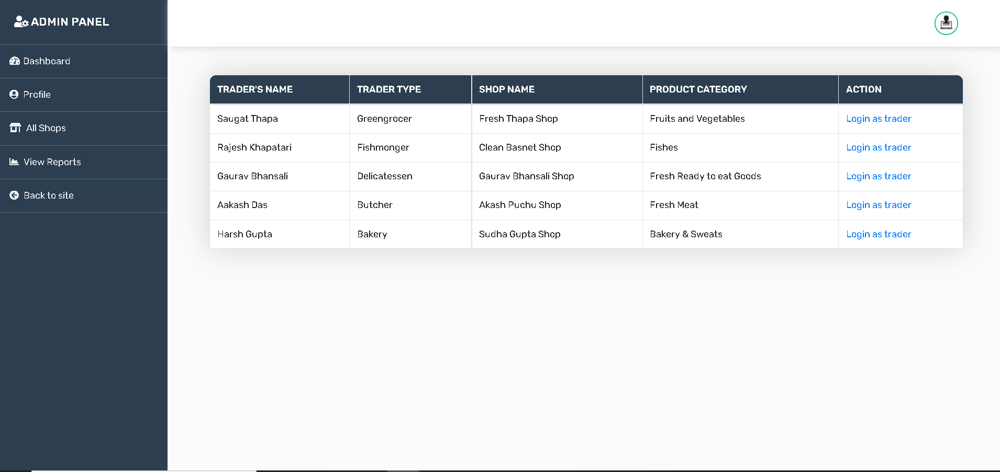 ADMIN PANEL
Dashboard
Profile
All Shops
View Reports
Back to site
TRADER'S NAME TRADER TYPE SHOP NAME PRODUCT CATEGORY ACTION
Saugat Thapa Greengrocer Fresh Thapa Shop Fruits and Vegetables Login as trader
Rajesh Khapatari Fishmonger Clean Basnet Shop Fishes Login as trader
Gaurav Bhansali Delicatessen Gaurav Bhansali Shop Fresh Ready to eat Goods Login as trader
Aakash Das Butcher Akash Puchu Shop Fresh Meat Login as trader
Harsh Gupta Bakery Sudha Gupta Shop Bakery & Sweats Login as trader